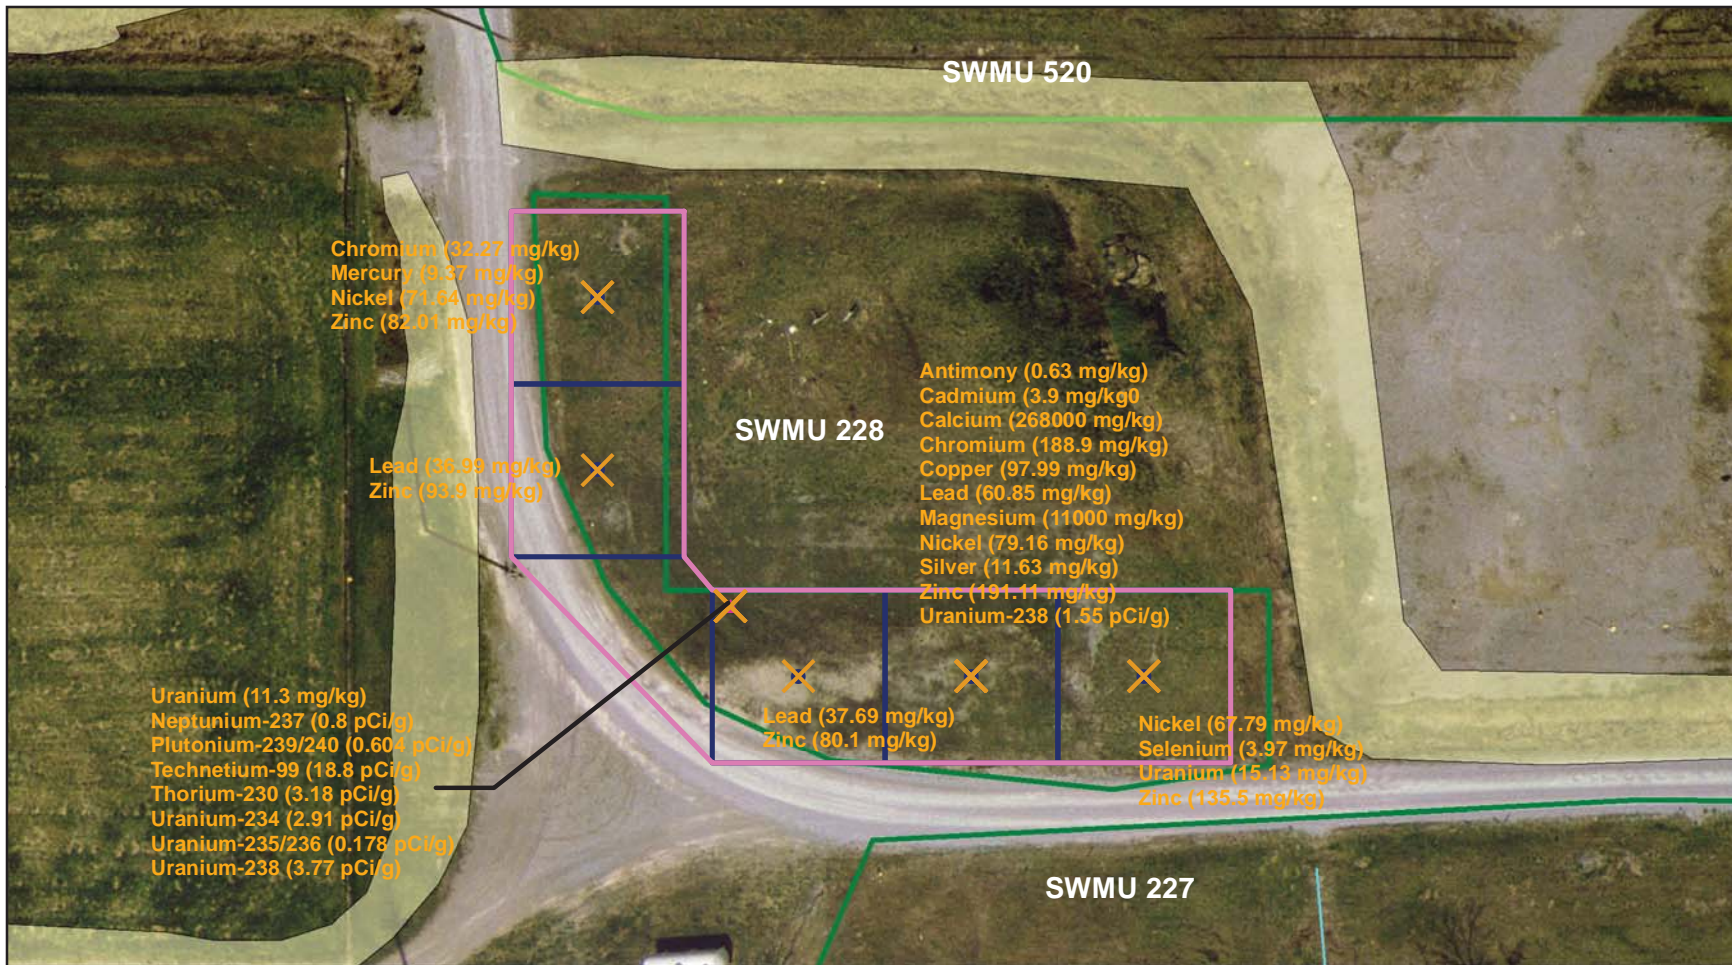 SWMU 520
Chromium (32.27 mg/kg)
Mercury (9.37 mg/kg)
Nickel (71.64 mg/kg)
Zinc (82.01 mg/kg)
Antimony (0.63 mg/kg)
Cadmium (3.9 mg/kg0
Calcium (268000 mg/kg)
Chromium (188.9 mg/kg)
Copper (97.99 mg/kg)
Lead (60.85 mg/kg)
Magnesium (11000 mg/kg)
Nickel (79.16 mg/kg)
Silver (11.63 mg/kg)
Zinc (191.11 mg/kg)
Uranium-238 (1.55 pCi/g)
SWMU 228
Lead (36.99 mg/kg)
Zinc (93.9 mg/kg)
Uranium (11.3 mg/kg)
Neptunium-237 (0.8 pCi/g)
Plutonium-239/240 (0.604 pCi/g)
Technetium-99 (18.8 pCi/g)
Thorium-230 (3.18 pCi/g)
Uranium-234 (2.91 pCi/g)
Uranium-235/236 (0.178 pCi/g)
Uranium-238 (3.77 pCi/g)
Lead (37.69 mg/kg)
Zinc (80.1 mg/kg)
Nickel (67.79 mg/kg)
Selenium (3.97 mg/kg)
Uranium (15.13 mg/kg)
Zinc (135.5 mg/kg)
SWMU 227